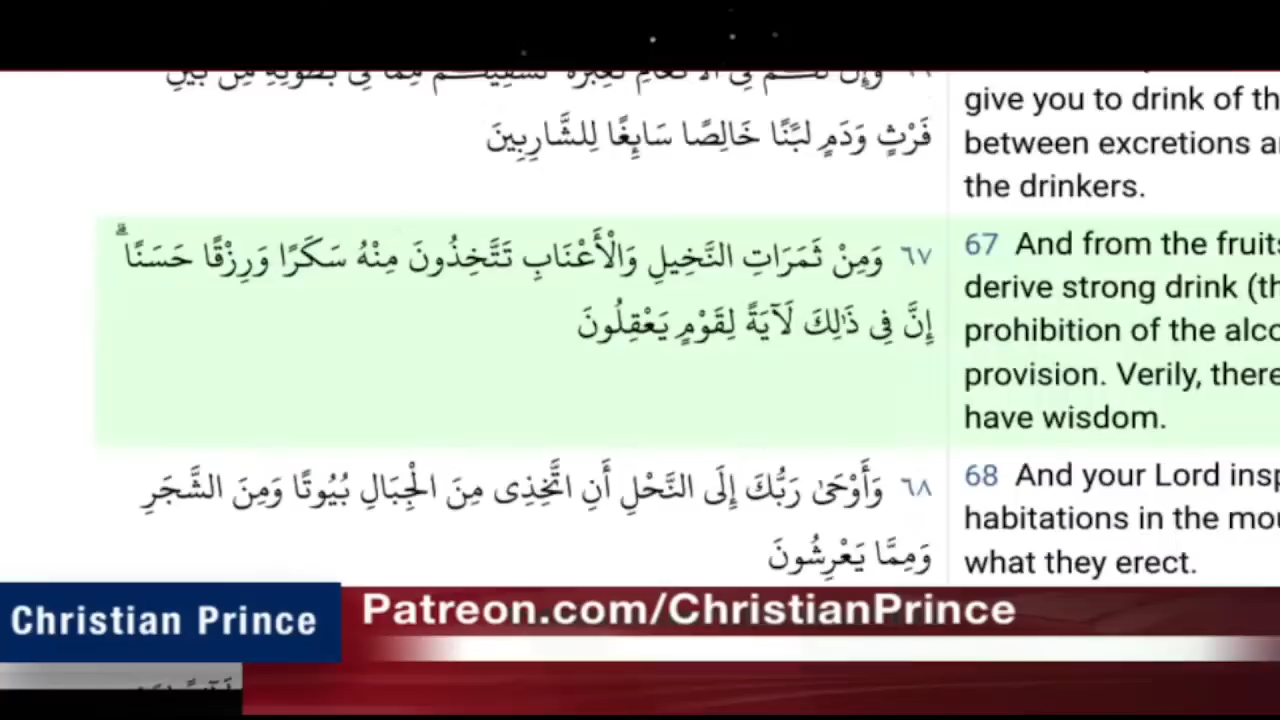 فَرْثٍ وَدَمٍ لَبَنًا خَالِصًا سَائِغًا لِلشَّارِبِينَ
٦٧ وَمِنْ ثَمَرَاتِ النَّخِيلِ وَالْأَعْنَابِ تَتَّخِذُونَ مِنْهُ سَكَرًا وَرِزْقًا حَسَنًا ۗ
إِنَّ فِى ذَٰلِكَ لَآيَةً لِقَوْمٍ يَعْقِلُونَ
٦٨ وَأَوْحَىٰ رَبُّكَ إِلَى النَّحْلِ أَنِ اتَّخِذِى مِنَ الْجِبَالِ بُيُوتًا وَمِنَ الشَّجَرِ
وَمِمَّا يَعْرِشُونَ
give you to drink of th
between excretions a
the drinkers.
67 And from the fruit
derive strong drink (th
prohibition of the alco
provision. Verily, there
have wisdom.
68 And your Lord insp
habitations in the mo
what they erect.
Christian Prince
Patreon.com/ChristianPrince